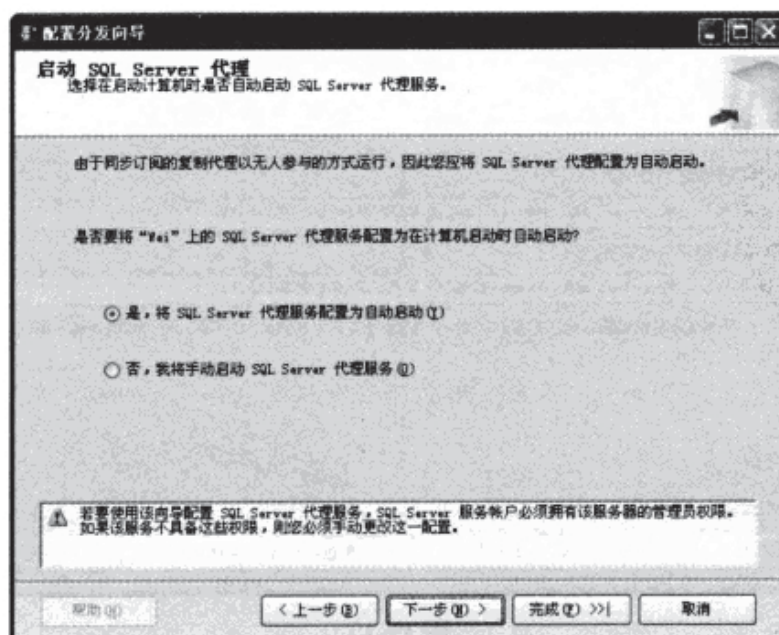 配置分发向导
启动 SQL Server 代理
选择在启动计算机时是否自动启动 SQL Server 代理服务。
由于同步订阅的复制代理以无人参与的方式运行，因此您应将 SQL Server 代理配置为自动启动。
是否要将“Wei”上的 SQL Server 代理服务配置为在计算机启动时自动启动?
是，将 SQL Server 代理服务配置为自动启动(Y)
否，我将手动启动 SQL Server 代理服务(O)
若要使用该向导配置 SQL Server 代理服务，SQL Server 服务帐户必须拥有该服务器的管理员权限。
如果该服务不具备这些权限，则您必须手动更改这一配置。
帮助(H)
< 上一步(B)
下一步(N) >
完成(F) >>|
取消